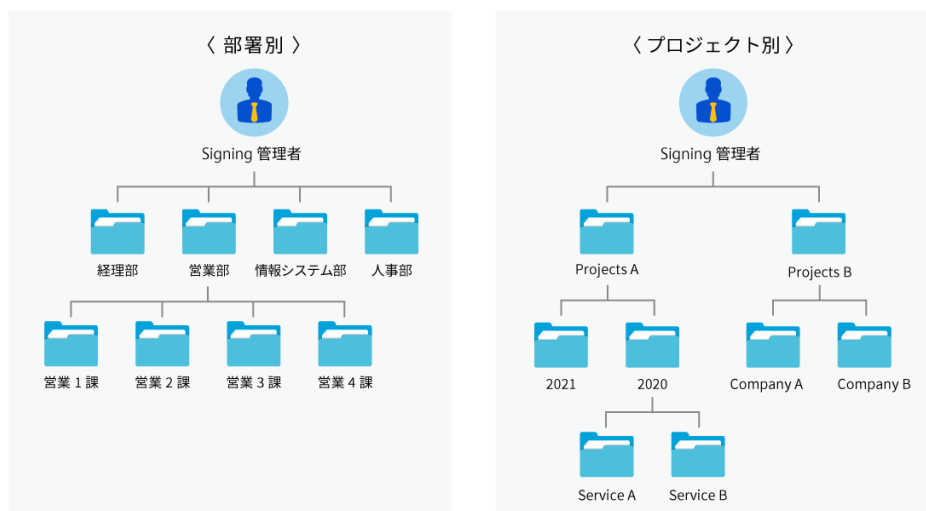 〈 部署別 〉
Signing 管理者
経理部
営業部
情報システム部
人事部
営業 1 課
営業 2 課
営業 3 課
営業 4 課
〈 プロジェクト別 〉
Signing 管理者
Projects A
Projects B
2021
2020
Company A
Company B
Service A
Service B